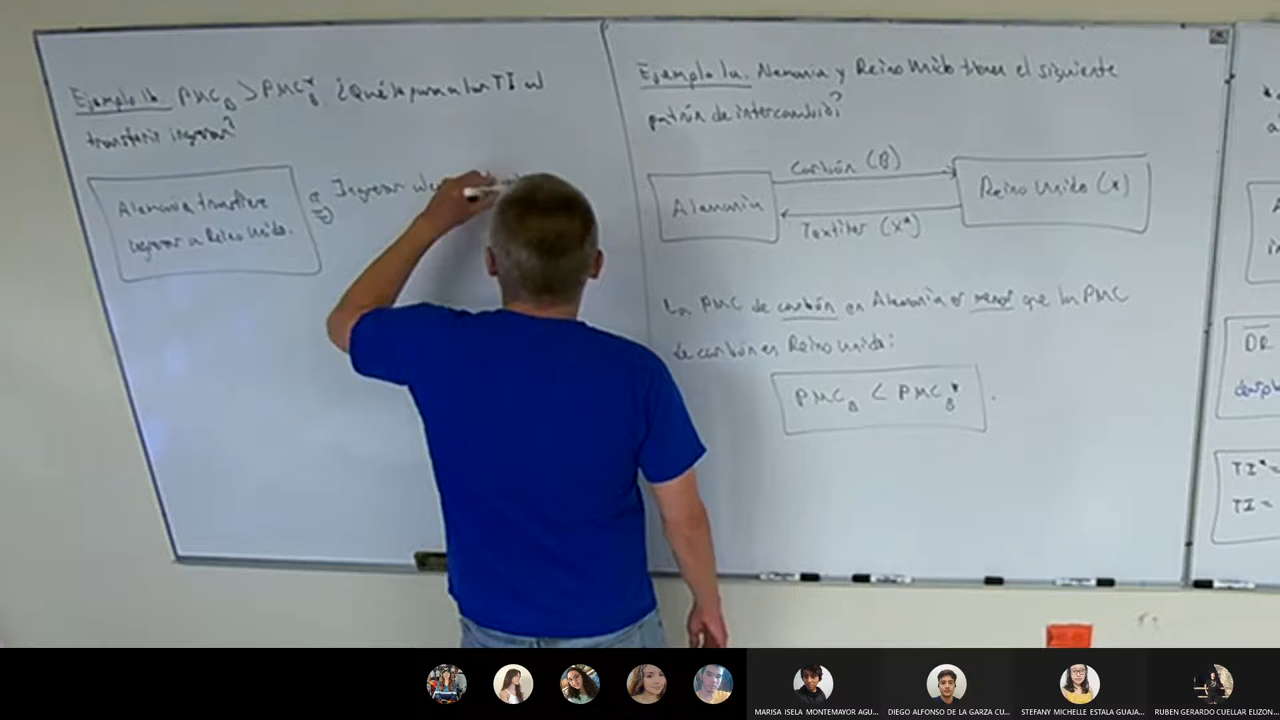 Ejemplo 1b. PMC_B > PMC*_B ¿Qué le pasa a los TI al
transferir ingreso?
Alemania transfiere
ingreso a Reino Unido.
Ingreso
Ejemplo 1a. Alemania y Reino Unido tienen el siguiente
patrón de intercambio:
Carbón (B)
Alemania
Reino Unido (*)
Textiles (X*)
La PMC de carbón en Alemania es menor que la PMC
de carbón en Reino Unido:
PMC_B < PMC*_B .
DR
TI* =
TI =
MARISA ISELA MONTEMAYOR AGU...
DIEGO ALFONSO DE LA GARZA CU...
STEFANY MICHELLE ESTALA GUAJA...
RUBEN GERARDO CUELLAR ELIZON...